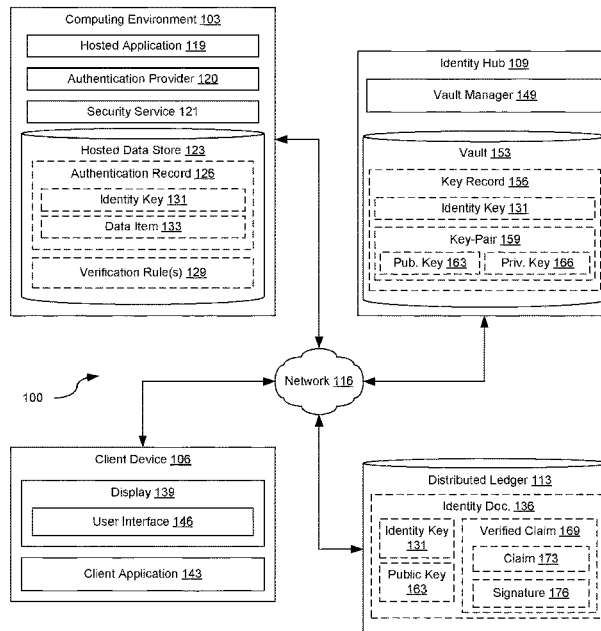 Computing Environment 103
Hosted Application 119
Authentication Provider 120
Security Service 121
Hosted Data Store 123
Authentication Record 126
Identity Key 131
Data Item 133
Verification Rule(s) 129
Identity Hub 109
Vault Manager 149
Vault 153
Key Record 156
Identity Key 131
Key-Pair 159
Pub. Key 163
Priv. Key 166
Network 116
100
Client Device 106
Display 139
User Interface 146
Client Application 143
Distributed Ledger 113
Identity Doc. 136
Identity Key
131
Public Key
163
Verified Claim 169
Claim 173
Signature 176